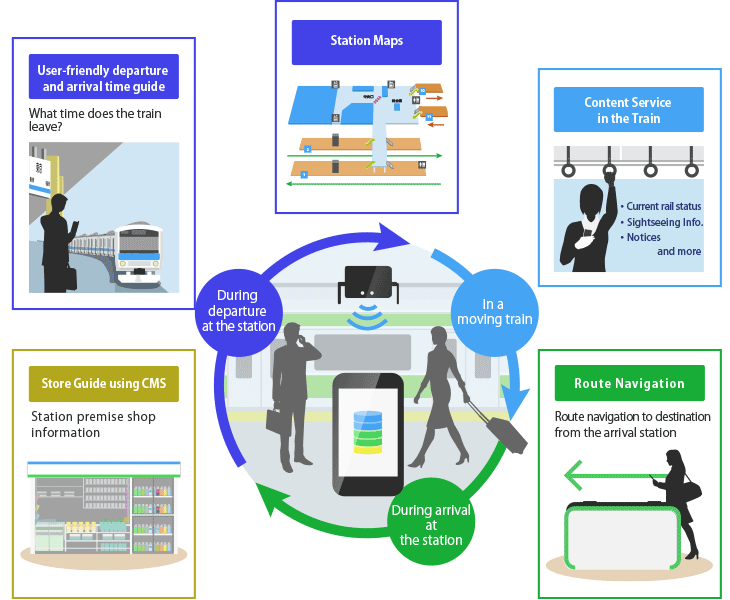 Station Maps
User-friendly departure
and arrival time guide
What time does the train
leave?
Content Service
in the Train
• Current rail status
• Sightseeing Info.
• Notices
and more
During
departure
at the station
In a
moving train
Store Guide using CMS
Station premise shop
information
Route Navigation
Route navigation to destination
from the arrival station
During arrival
at
the station